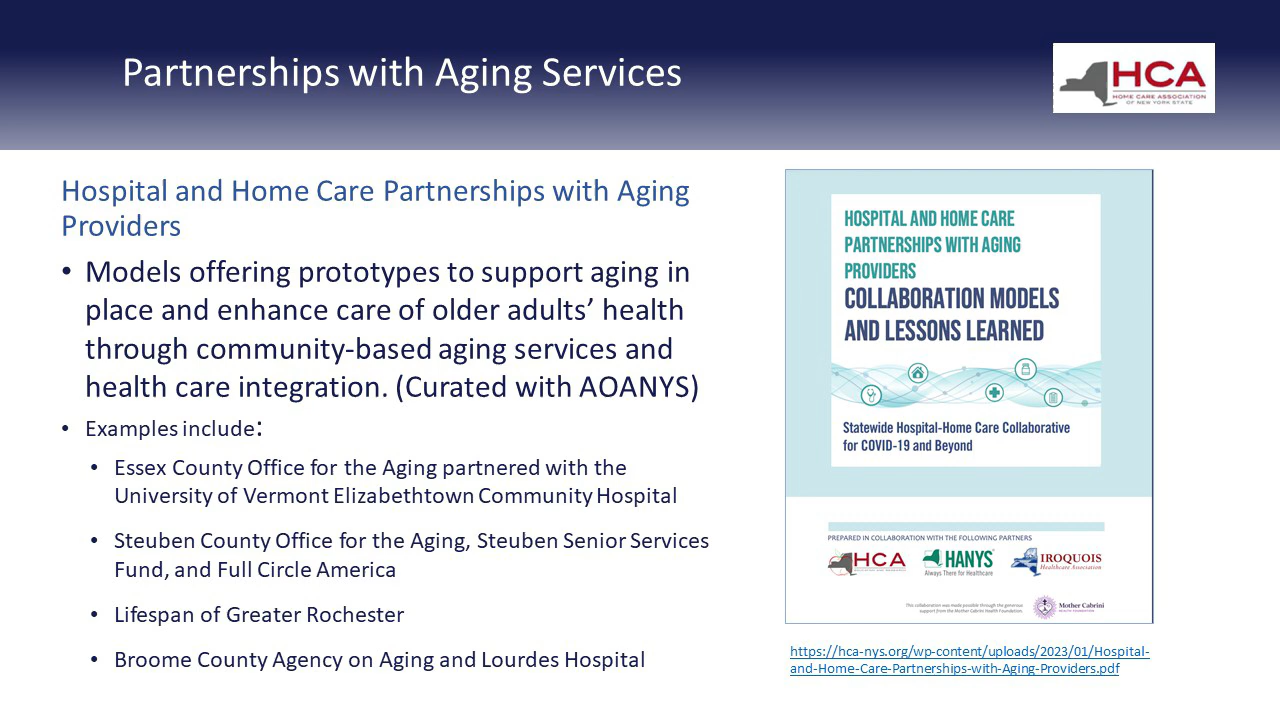 Partnerships with Aging Services
HCA
HOME CARE ASSOCIATION
OF NEW YORK STATE
Hospital and Home Care Partnerships with Aging
Providers
• Models offering prototypes to support aging in
place and enhance care of older adults’ health
through community-based aging services and
health care integration. (Curated with AOANYS)
• Examples include:
• Essex County Office for the Aging partnered with the
University of Vermont Elizabethtown Community Hospital
• Steuben County Office for the Aging, Steuben Senior Services
Fund, and Full Circle America
• Lifespan of Greater Rochester
• Broome County Agency on Aging and Lourdes Hospital
HOSPITAL AND HOME CARE
PARTNERSHIPS WITH AGING
PROVIDERS
COLLABORATION MODELS
AND LESSONS LEARNED
Statewide Hospital-Home Care Collaborative
for COVID-19 and Beyond
PREPARED IN COLLABORATION WITH THE FOLLOWING PARTNERS
HCA
HANYS
Always There for Healthcare
IROQUOIS
Healthcare Association
This collaboration was made possible through the generous
support from the Mother Cabrini Health Foundation.
Mother Cabrini
HEALTH FOUNDATION
https://hca-nys.org/wp-content/uploads/2023/01/Hospital-
and-Home-Care-Partnerships-with-Aging-Providers.pdf